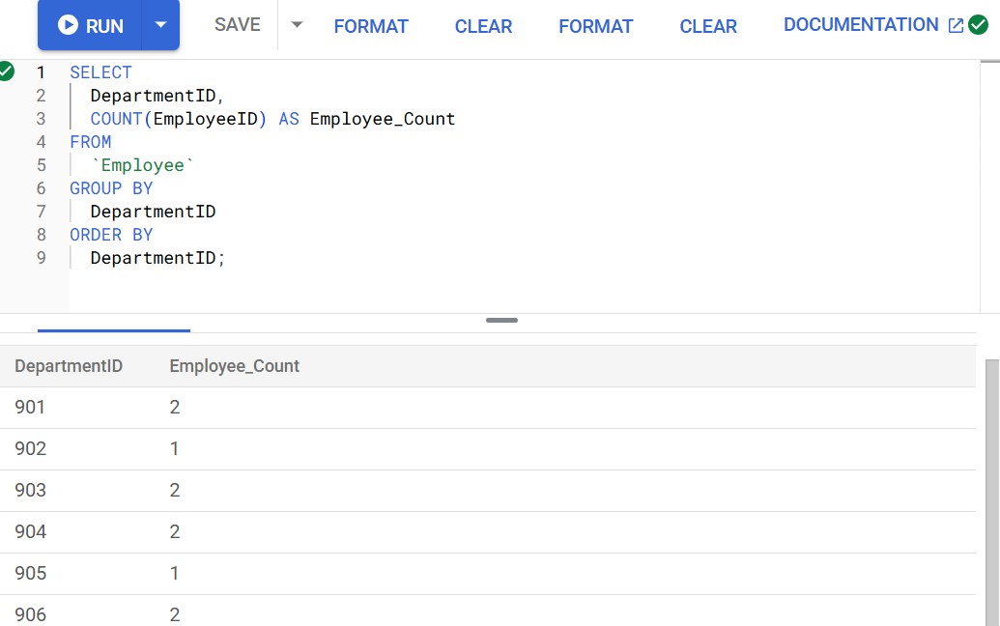 RUN SAVE FORMAT CLEAR FORMAT CLEAR DOCUMENTATION
1 SELECT
2 DepartmentID,
3 COUNT(EmployeeID) AS Employee_Count
4 FROM
5 `Employee`
6 GROUP BY
7 DepartmentID
8 ORDER BY
9 DepartmentID;
DepartmentID Employee_Count
901 2
902 1
903 2
904 2
905 1
906 2